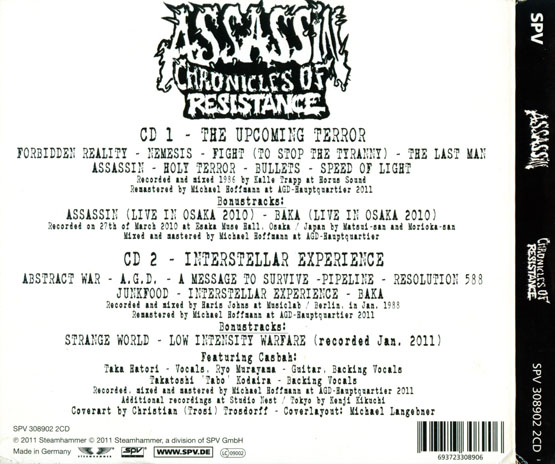 ASSASSIN
CHRONICLES OF
RESISTANCE
CD 1 - THE UPCOMING TERROR
FORBIDDEN REALITY - NEMESIS - FIGHT (TO STOP THE TYRANNY) - THE LAST MAN
ASSASSIN - HOLY TERROR - BULLETS - SPEED OF LIGHT
Recorded and mixed 1986 by Kalle Trapp at Horus Sound
Remastered by Michael Hoffmann at AGD-Hauptquartier 2011
Bonustracks:
ASSASSIN (LIVE IN OSAKA 2010) - BAKA (LIVE IN OSAKA 2010)
Recorded on 27th of March 2010 at Esaka Muse Hall, Osaka / Japan by Matsui-san and Morioka-san
Mixed and mastered by Michael Hoffmann at AGD-Hauptquartier
CD 2 - INTERSTELLAR EXPERIENCE
ABSTRACT WAR - A.G.D. - A MESSAGE TO SURVIVE -PIPELINE - RESOLUTION 588
JUNKFOOD - INTERSTELLAR EXPERIENCE - BAKA
Recorded and mixed by Haris Johns at Musiclab / Berlin, in Jan. 1988
Remastered by Michael Hoffmann at AGD-Hauptquartier 2011
Bonustracks:
STRANGE WORLD - LOW INTENSITY WARFARE (recorded Jan. 2011)
Featuring Casbah:
Taka Hatori - Vocals, Ryo Murayama - Guitar, Backing Vocals
Takatoshi 'Tabo' Kodaira - Backing Vocals
Recorded, mixed and mastered by Michael Hoffmann at AGD-Hauptquartier 2011
Additional recordings at Studio Nest / Tokyo by Kenji Kikuchi
Coverart by Christian (Trosi) Trosdorff - Coverlayout: Michael Langebner
SPV 308902 2CD
℗ 2011 Steamhammer © 2011 Steamhammer, a division of SPV GmbH
Made in Germany
STEAMHAMMER
SPV
WWW.SPV.DE
LC 09002
693723308906
SPV
ASSASSIN
CHRONICLES OF
RESISTANCE
SPV 308902 2CD